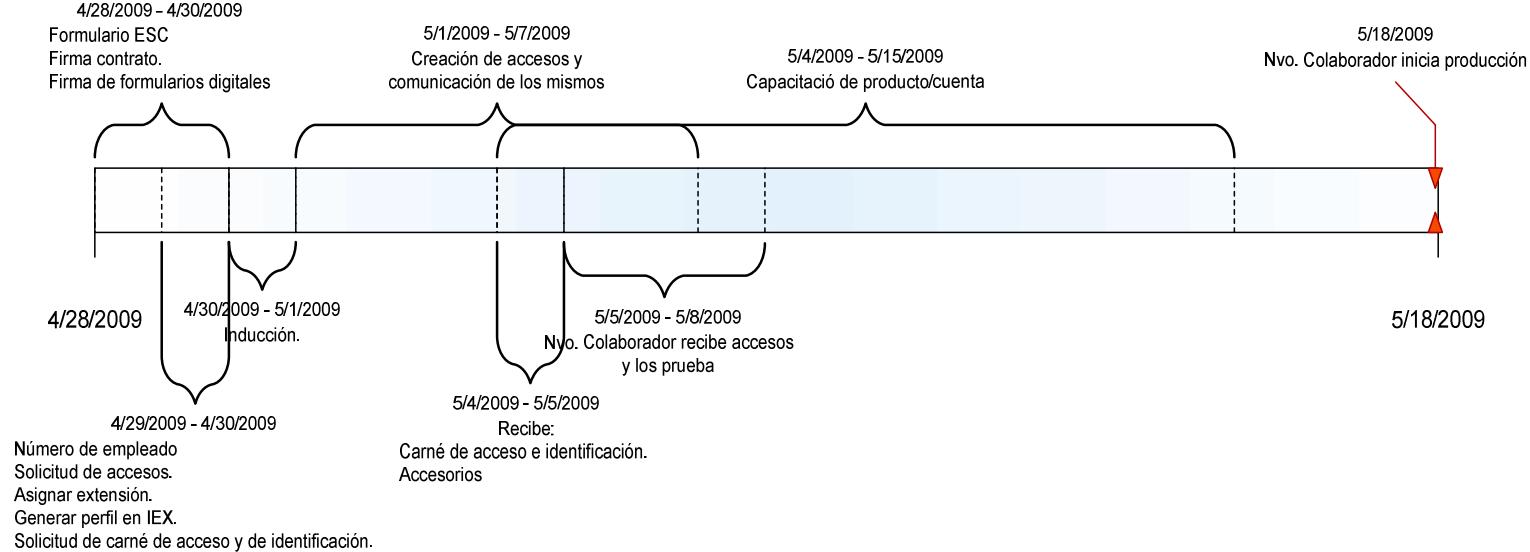 4/28/2009 - 4/30/2009
Formulario ESC
Firma contrato.
Firma de formularios digitales
5/1/2009 - 5/7/2009
Creación de accesos y
comunicación de los mismos
5/4/2009 - 5/15/2009
Capacitació de producto/cuenta
5/18/2009
Nvo. Colaborador inicia producción
4/28/2009
4/30/2009 - 5/1/2009
Inducción.
5/5/2009 - 5/8/2009
Nvo. Colaborador recibe accesos
y los prueba
5/18/2009
4/29/2009 - 4/30/2009
Número de empleado
Solicitud de accesos.
Asignar extensión.
Generar perfil en IEX.
Solicitud de carné de acceso y de identificación.
5/4/2009 - 5/5/2009
Recibe:
Carné de acceso e identificación.
Accesorios